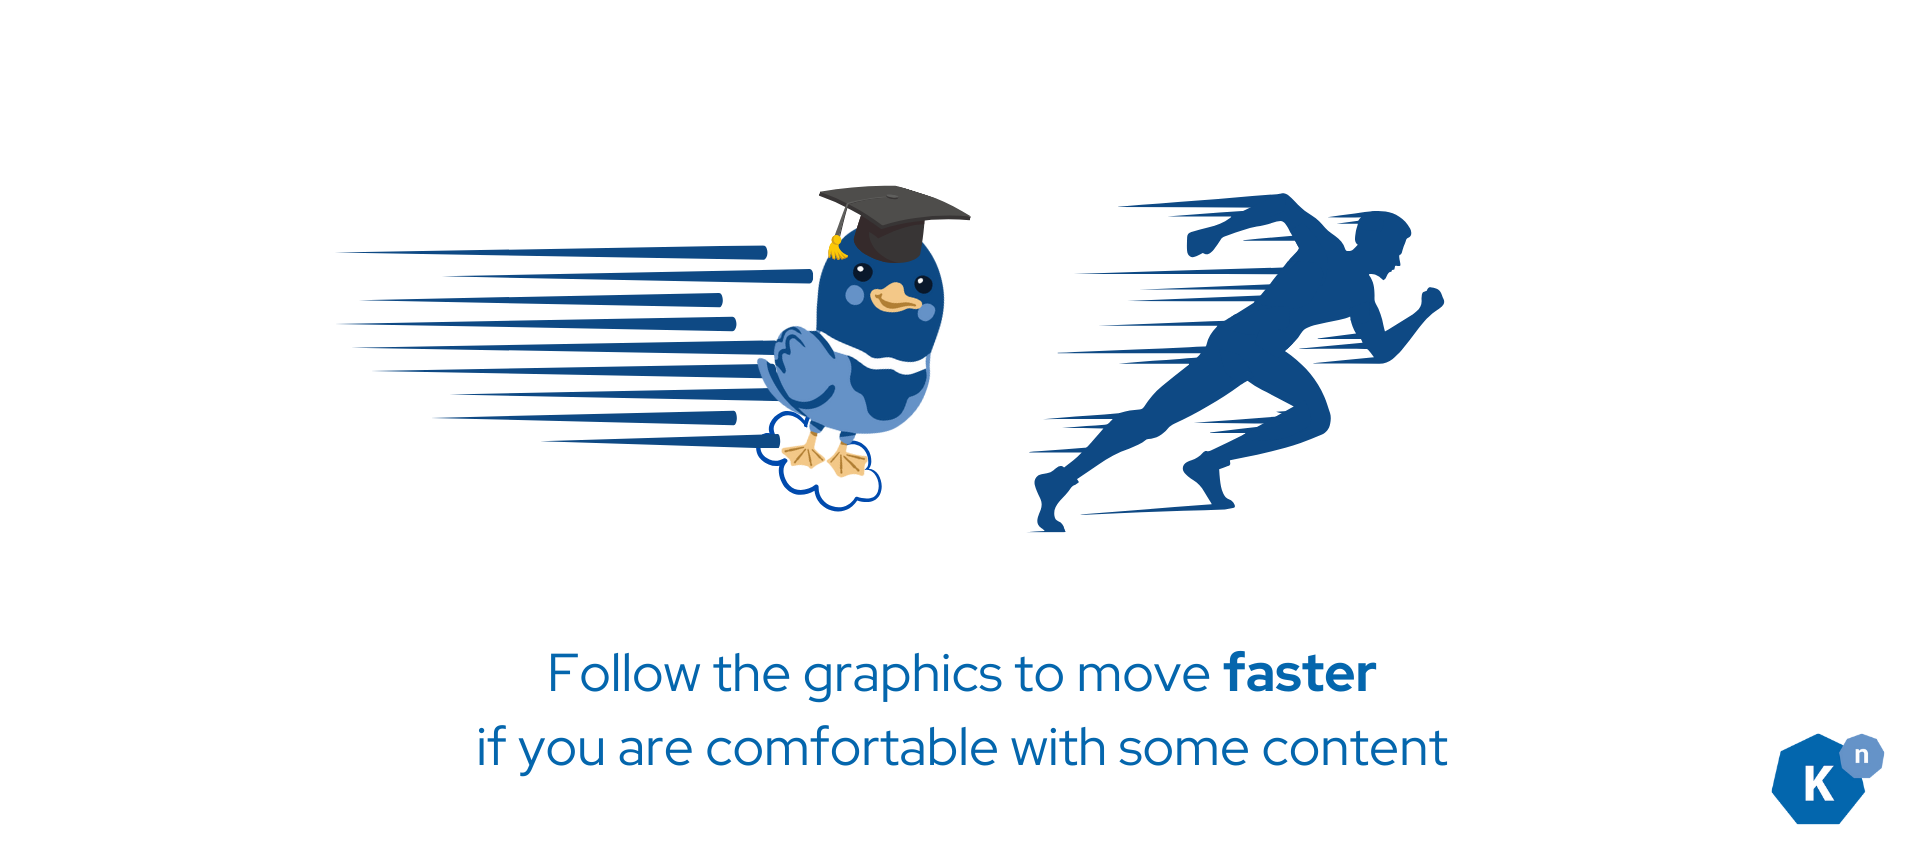 Follow the graphics to move faster
if you are comfortable with some content
K
n